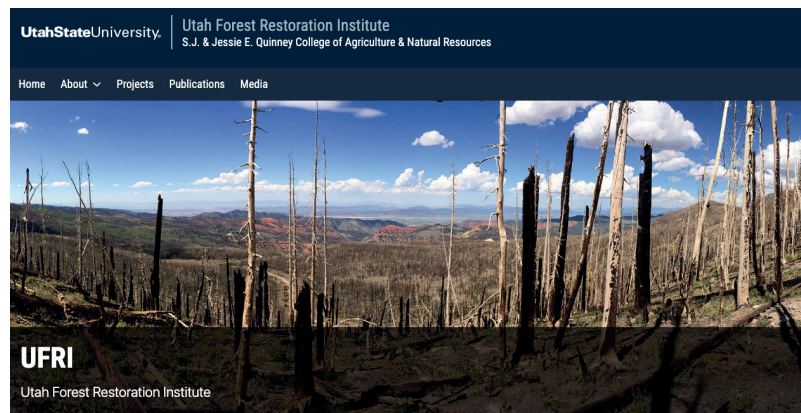 UtahStateUniversity®
Utah Forest Restoration Institute
S.J. & Jessie E. Quinney College of Agriculture & Natural Resources
Home About Projects Publications Media
UFRI
Utah Forest Restoration Institute